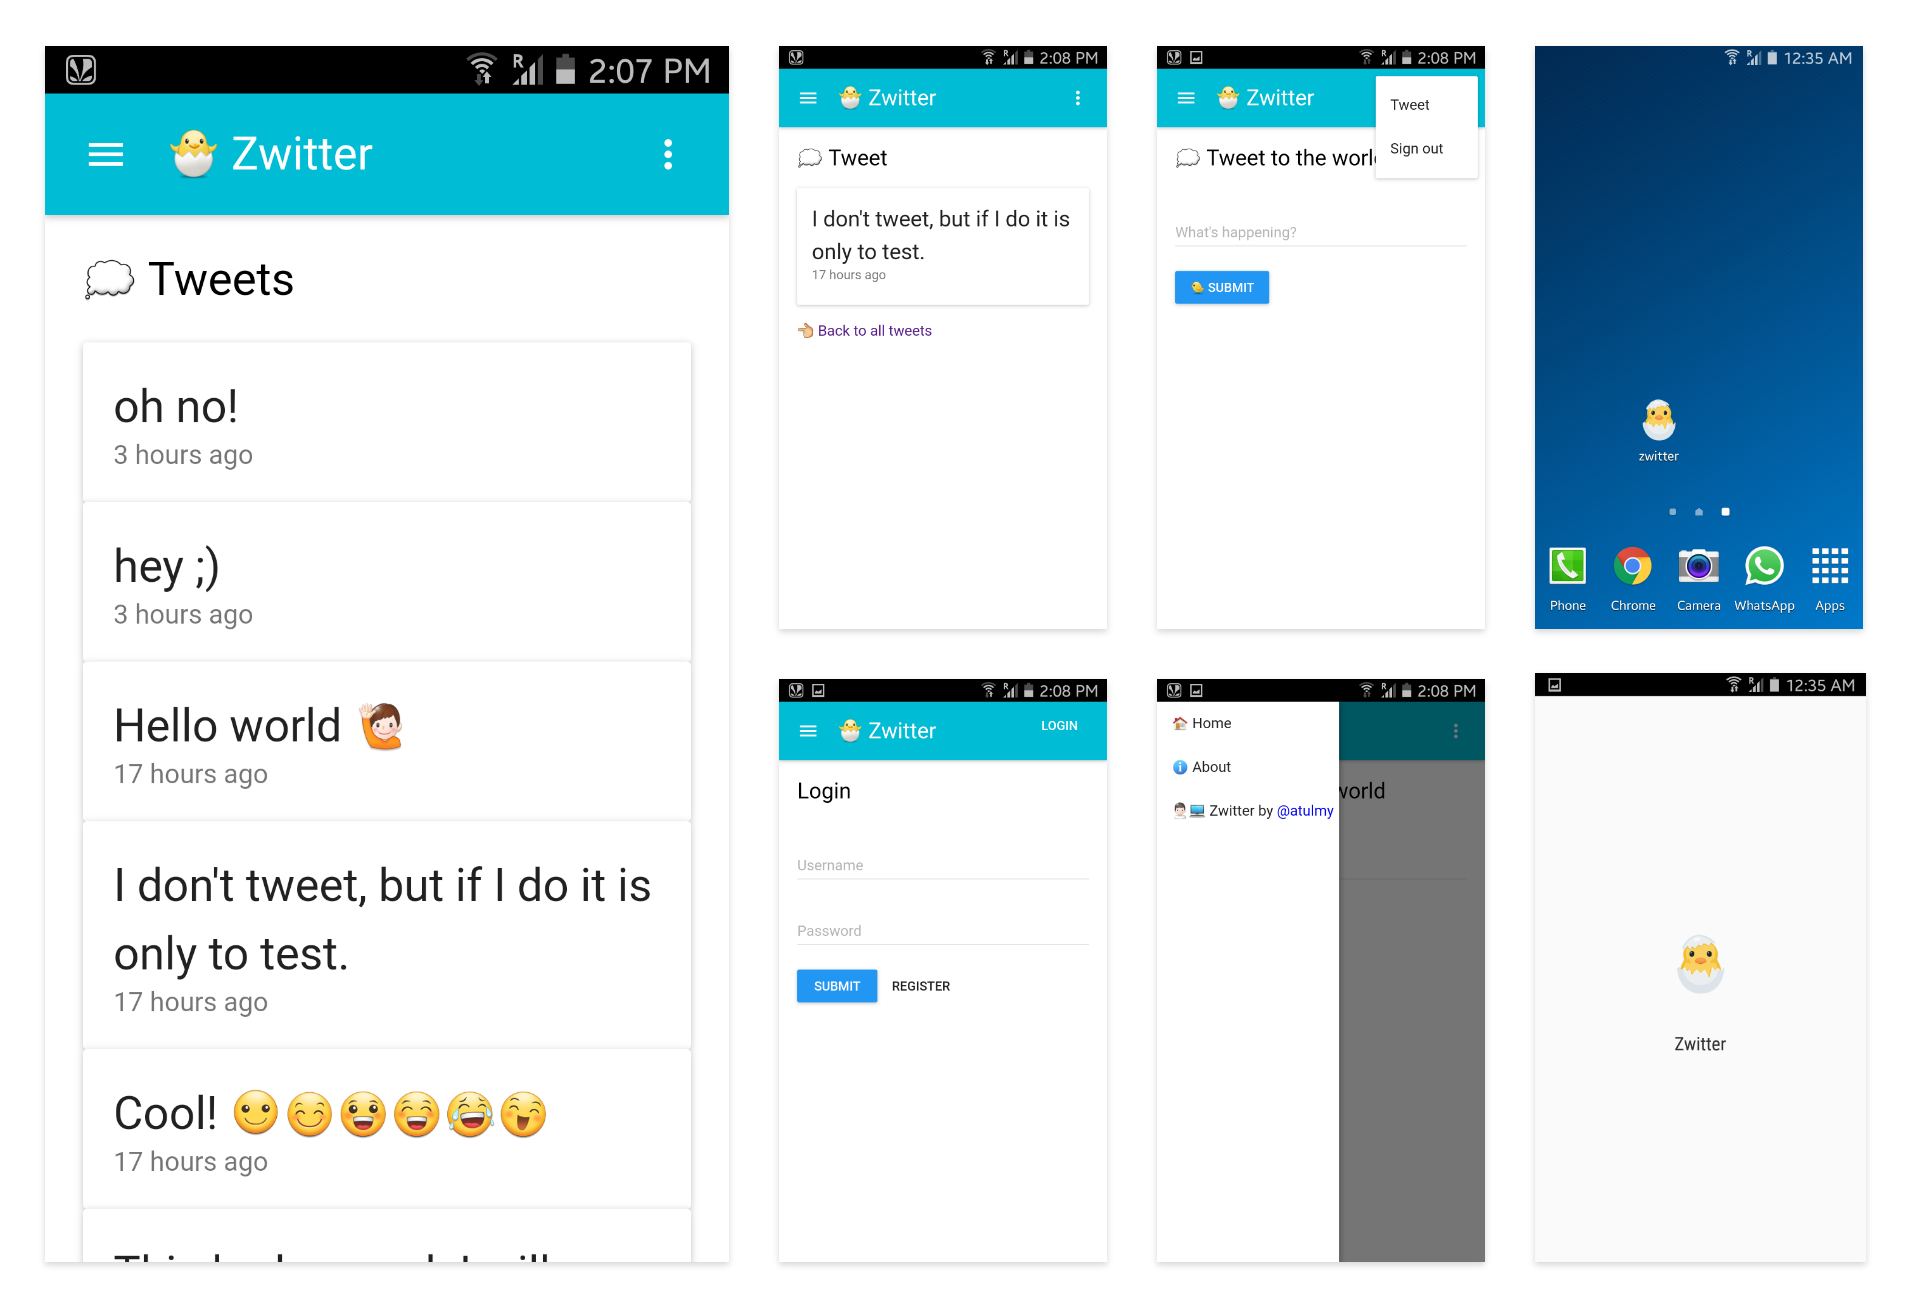 2:07 PM
Zwitter
Tweets
oh no!
3 hours ago
hey ;)
3 hours ago
Hello world 🙋
17 hours ago
I don't tweet, but if I do it is
only to test.
17 hours ago
Cool! 🙂😊😀😄😂😅
17 hours ago
R 2:08 PM
Zwitter
Tweet
I don't tweet, but if I do it is
only to test.
17 hours ago
Back to all tweets
R 2:08 PM
Zwitter
Tweet
Sign out
Tweet to the worl
What's happening?
SUBMIT
R 12:35 AM
zwitter
Phone Chrome Camera WhatsApp Apps
R 2:08 PM
Zwitter LOGIN
Login
Username
Password
SUBMIT REGISTER
R 2:08 PM
Home
About
Zwitter by @atulmy
world
R 12:35 AM
Zwitter